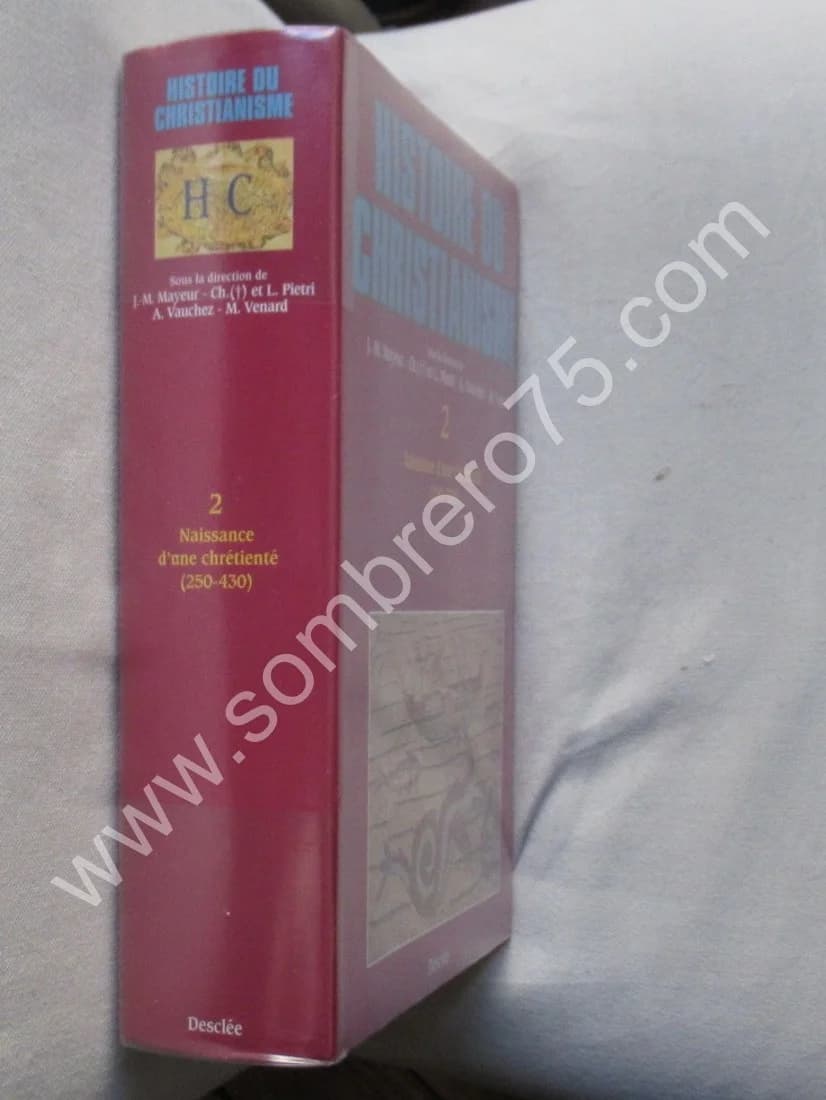 HISTOIRE DU
CHRISTIANISME
H C
Sous la direction de
J.-M. Mayeur - Ch.(†) et L. Pietri
A. Vauchez - M. Venard
2
Naissance
d'une chrétienté
(250-430)
Desclée
HISTOIRE DU
CHRISTIANISME
2
Desclée
www.sombrero75.com